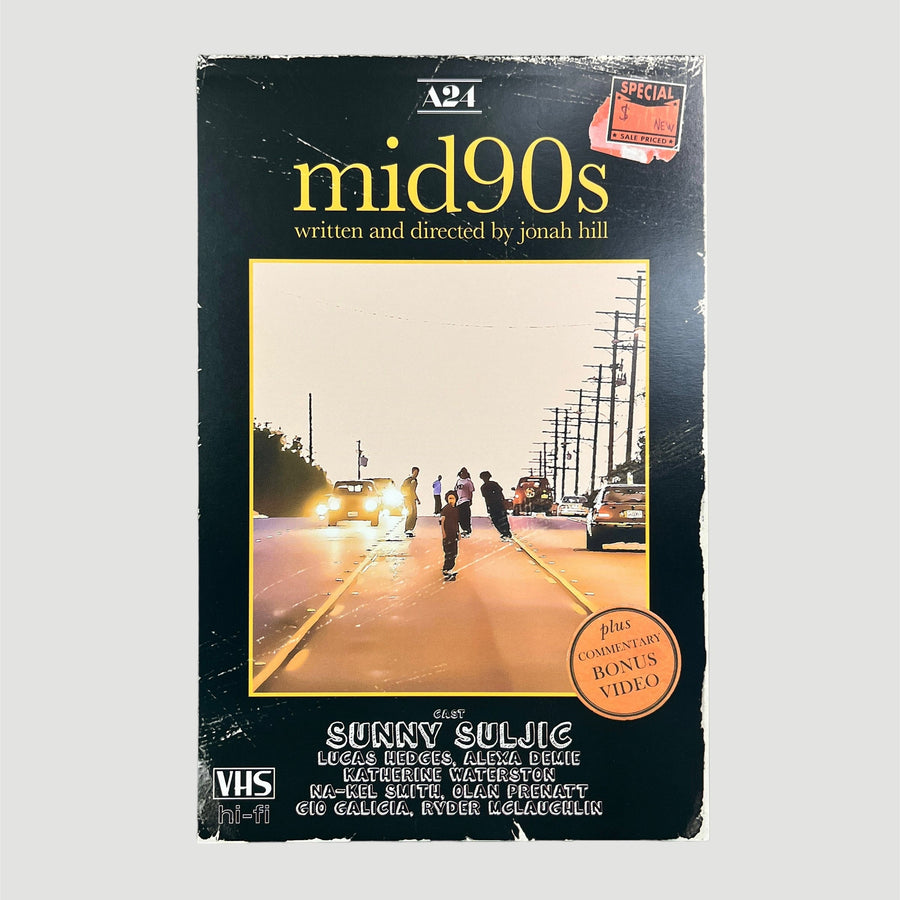 A24
SPECIAL
$
NEW
★ SALE PRICED ★
mid90s
written and directed by jonah hill
plus
COMMENTARY
BONUS
VIDEO
CAST
SUNNY SULJIC
LUCAS HEDGES, ALEXA DEMIE
KATHERINE WATERSTON
NA-KEL SMITH, OLAN PRENATT
GIO GALICIA, RYDER MCLAUGHLIN
VHS
hi-fi